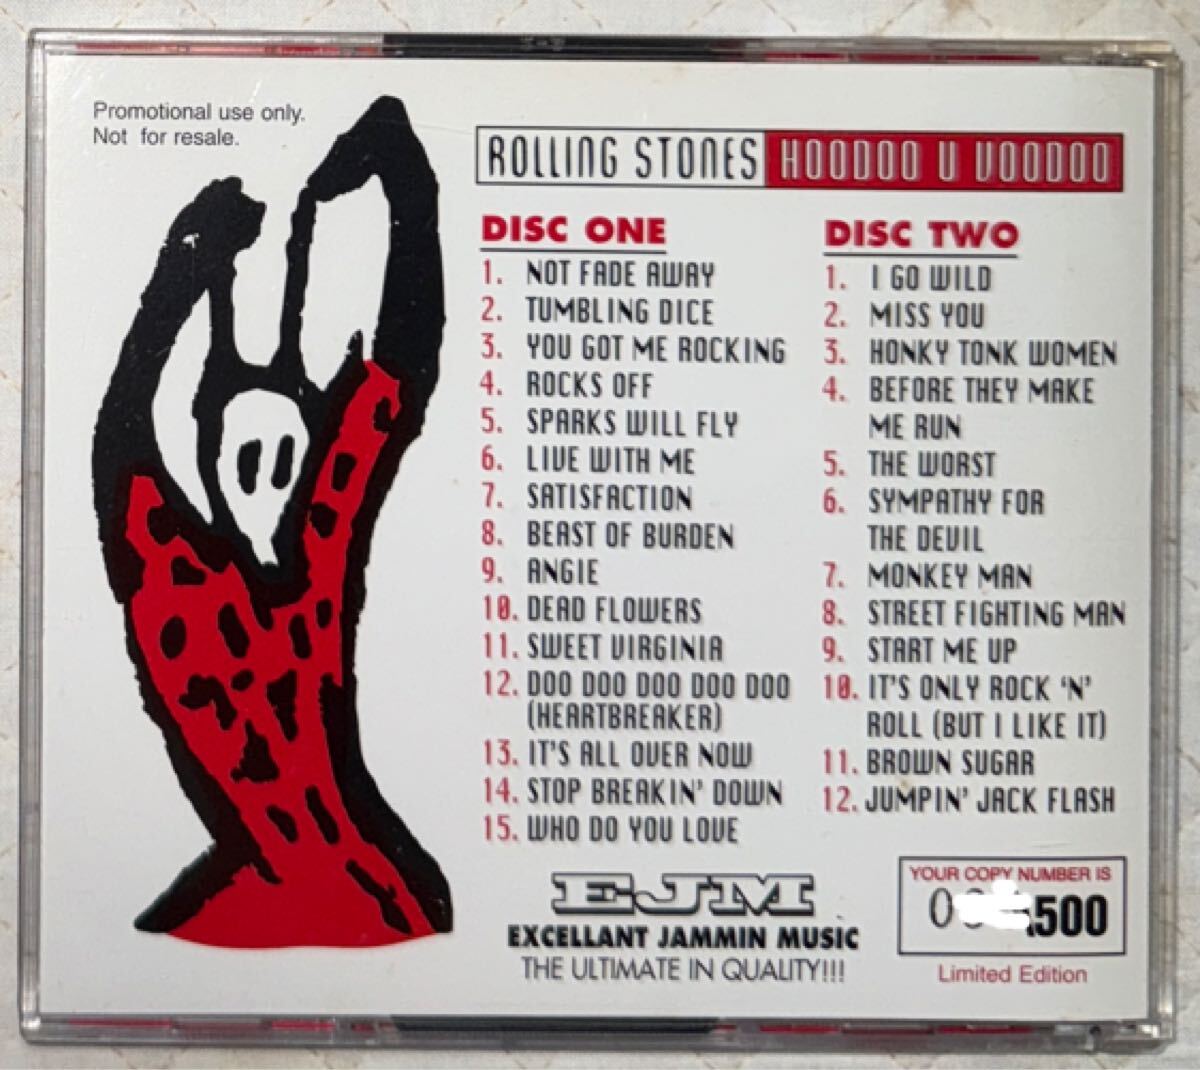 Promotional use only.
Not for resale.
ROLLING STONES HOODOO U VOODOO
DISC ONE
1. NOT FADE AWAY
2. TUMBLING DICE
3. YOU GOT ME ROCKING
4. ROCKS OFF
5. SPARKS WILL FLY
6. LIVE WITH ME
7. SATISFACTION
8. BEAST OF BURDEN
9. ANGIE
10. DEAD FLOWERS
11. SWEET VIRGINIA
12. DOO DOO DOO DOO DOO
(HEARTBREAKER)
13. IT'S ALL OVER NOW
14. STOP BREAKIN' DOWN
15. WHO DO YOU LOVE
DISC TWO
1. I GO WILD
2. MISS YOU
3. HONKY TONK WOMEN
4. BEFORE THEY MAKE
ME RUN
5. THE WORST
6. SYMPATHY FOR
THE DEVIL
7. MONKEY MAN
8. STREET FIGHTING MAN
9. START ME UP
10. IT'S ONLY ROCK 'N'
ROLL (BUT I LIKE IT)
11. BROWN SUGAR
12. JUMPIN' JACK FLASH
EJM
EXCELLANT JAMMIN MUSIC
THE ULTIMATE IN QUALITY!!!
YOUR COPY NUMBER IS
500
Limited Edition